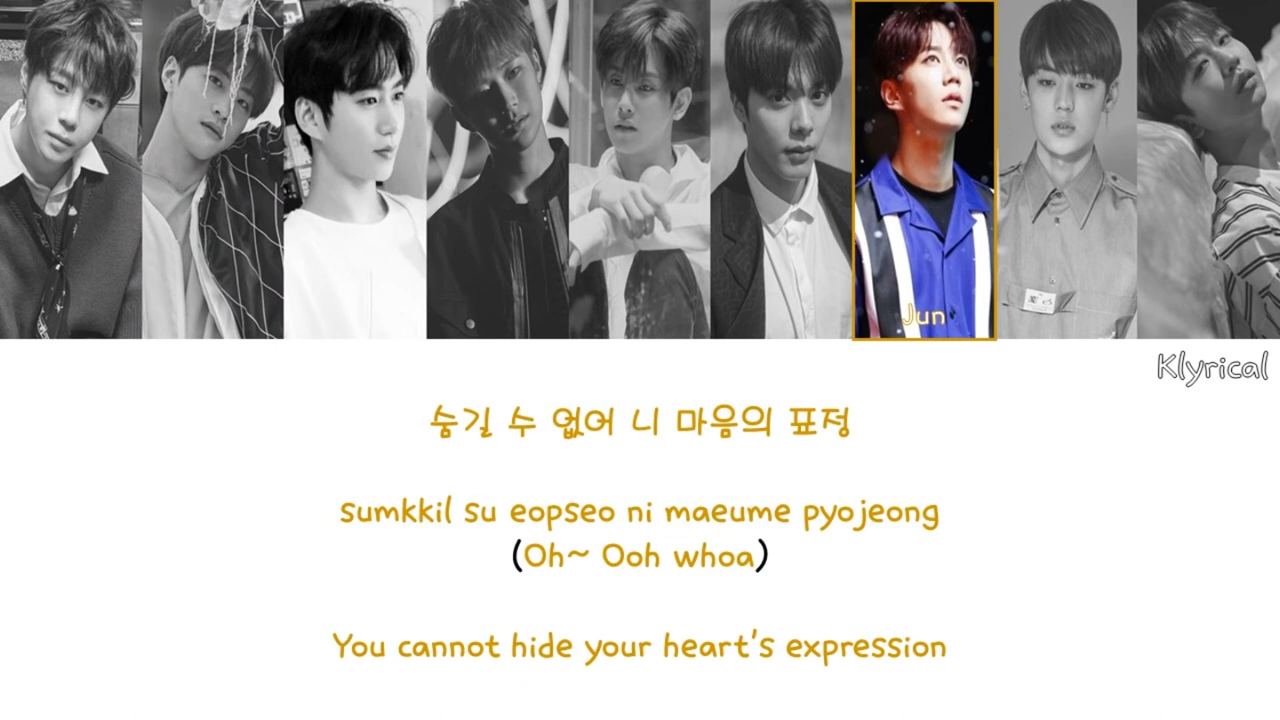 Jun
Klyrical
숨길 수 없어 니 마음의 표정
sumkkil su eopseo ni maeume pyojeong
(Oh~ Ooh whoa)
You cannot hide your heart's expression